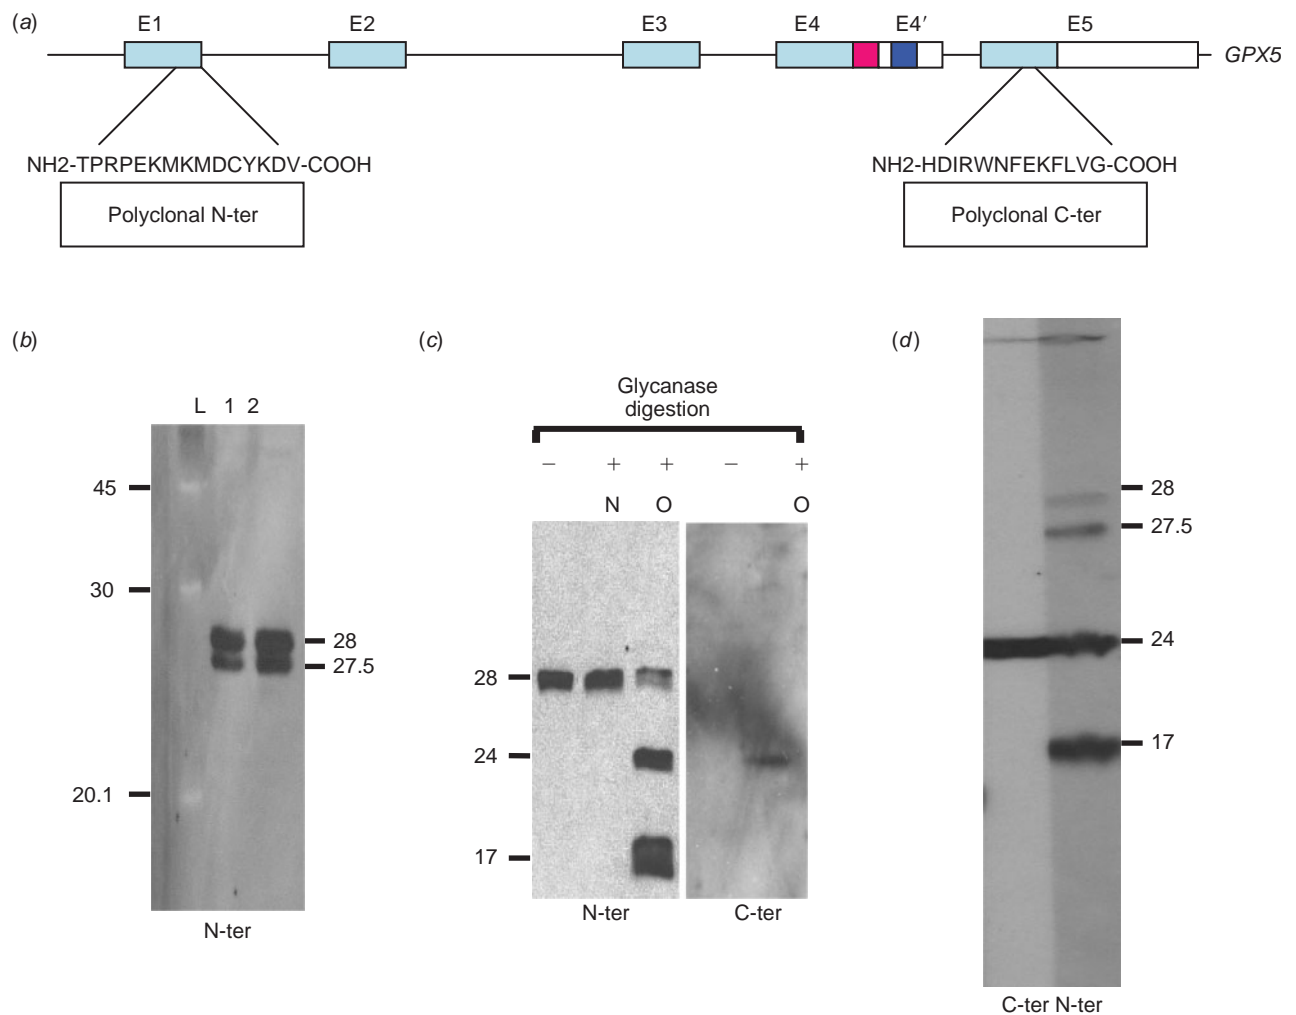 (a)
E1 E2 E3 E4 E4′ E5
GPX5
NH2-TPRPEKMKMDCYKDV-COOH
Polyclonal N-ter
NH2-HDIRWNFEKFLVG-COOH
Polyclonal C-ter
(b)
L 1 2
45
30
28
27.5
20.1
N-ter
(c)
Glycanase
digestion
− + + − +
N O O
28
24
17
N-ter C-ter
(d)
28
27.5
24
17
C-ter N-ter